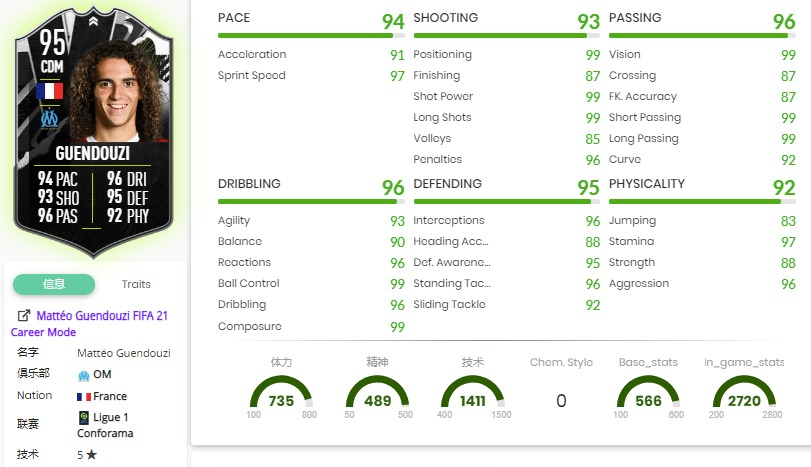 95
CDM
GUENDOUZI
94 PAC 96 DRI
93 SHO 95 DEF
96 PAS 92 PHY
信息 Traits
Mattéo Guendouzi FIFA 21
Career Mode
名字 Mattéo Guendouzi
俱乐部 OM
Nation France
联赛 Ligue 1
Conforama
技术 5 ★
PACE 94
Acceleration 91
Sprint Speed 97
SHOOTING 93
Positioning 99
Finishing 87
Shot Power 99
Long Shots 99
Volleys 85
Penalties 96
PASSING 96
Vision 99
Crossing 87
FK. Accuracy 87
Short Passing 99
Long Passing 99
Curve 92
DRIBBLING 96
Agility 93
Balance 90
Reactions 96
Ball Control 99
Dribbling 96
Composure 99
DEFENDING 95
Interceptions 96
Heading Acc... 88
Def. Awarene... 95
Standing Tac... 96
Sliding Tackle 92
PHYSICALITY 92
Jumping 83
Stamina 97
Strength 88
Aggression 96
体力 精神 技术 Chem. Style Base_stats In_game_stats
735 489 1411 0 566 2720
100 800 50 500 400 1500 100 600 200 2800